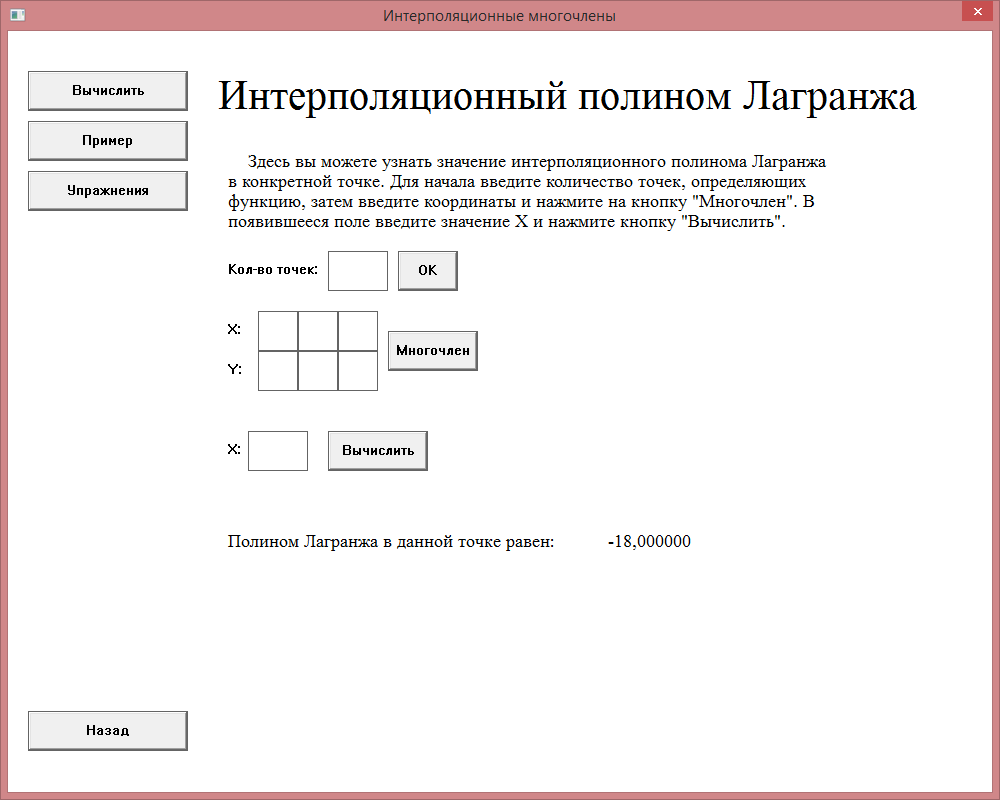 Интерполяционные многочлены
Вычислить
Пример
Упражнения
Интерполяционный полином Лагранжа
Здесь вы можете узнать значение интерполяционного полинома Лагранжа
в конкретной точке. Для начала введите количество точек, определяющих
функцию, затем введите координаты и нажмите на кнопку "Многочлен". В
появившееся поле введите значение X и нажмите кнопку "Вычислить".
Кол-во точек:
ОК
X:
Многочлен
Y:
X:
Вычислить
Полином Лагранжа в данной точке равен: -18,000000
Назад